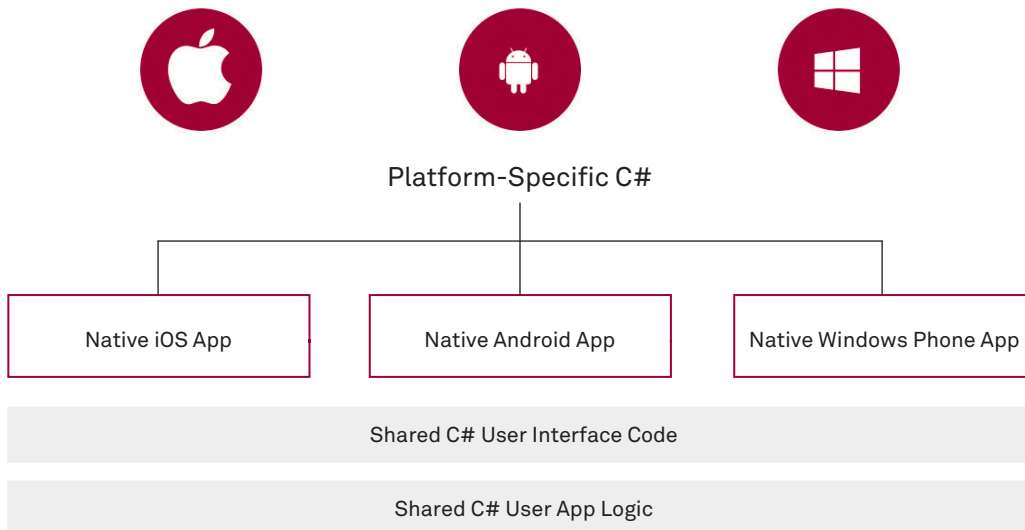 Platform-Specific C#
Native iOS App
Native Android App
Native Windows Phone App
Shared C# User Interface Code
Shared C# User App Logic